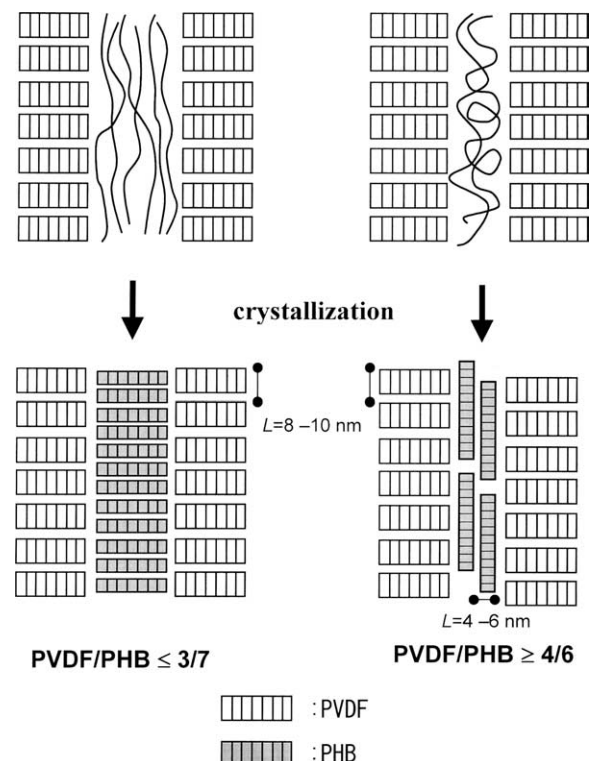 crystallization
L=8 –10 nm
L=4 –6 nm
PVDF/PHB ≤ 3/7
PVDF/PHB ≥ 4/6
:PVDF
:PHB